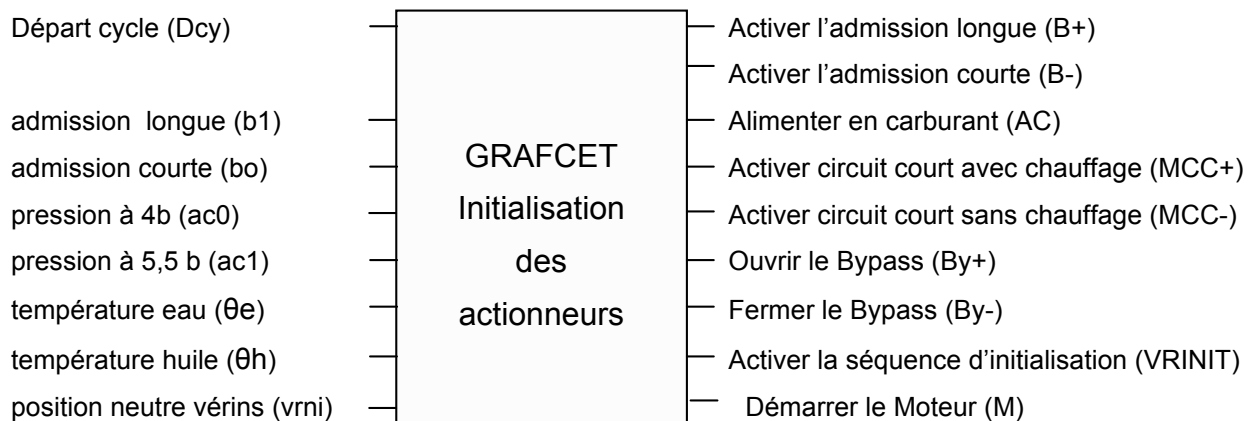 Départ cycle (Dcy)
admission longue (b1)
admission courte (bo)
pression à 4b (ac0)
pression à 5,5 b (ac1)
température eau (θe)
température huile (θh)
position neutre vérins (vrni)
GRAFCET
Initialisation
des
actionneurs
Activer l'admission longue (B+)
Activer l'admission courte (B-)
Alimenter en carburant (AC)
Activer circuit court avec chauffage (MCC+)
Activer circuit court sans chauffage (MCC-)
Ouvrir le Bypass (By+)
Fermer le Bypass (By-)
Activer la séquence d'initialisation (VRINIT)
Démarrer le Moteur (M)